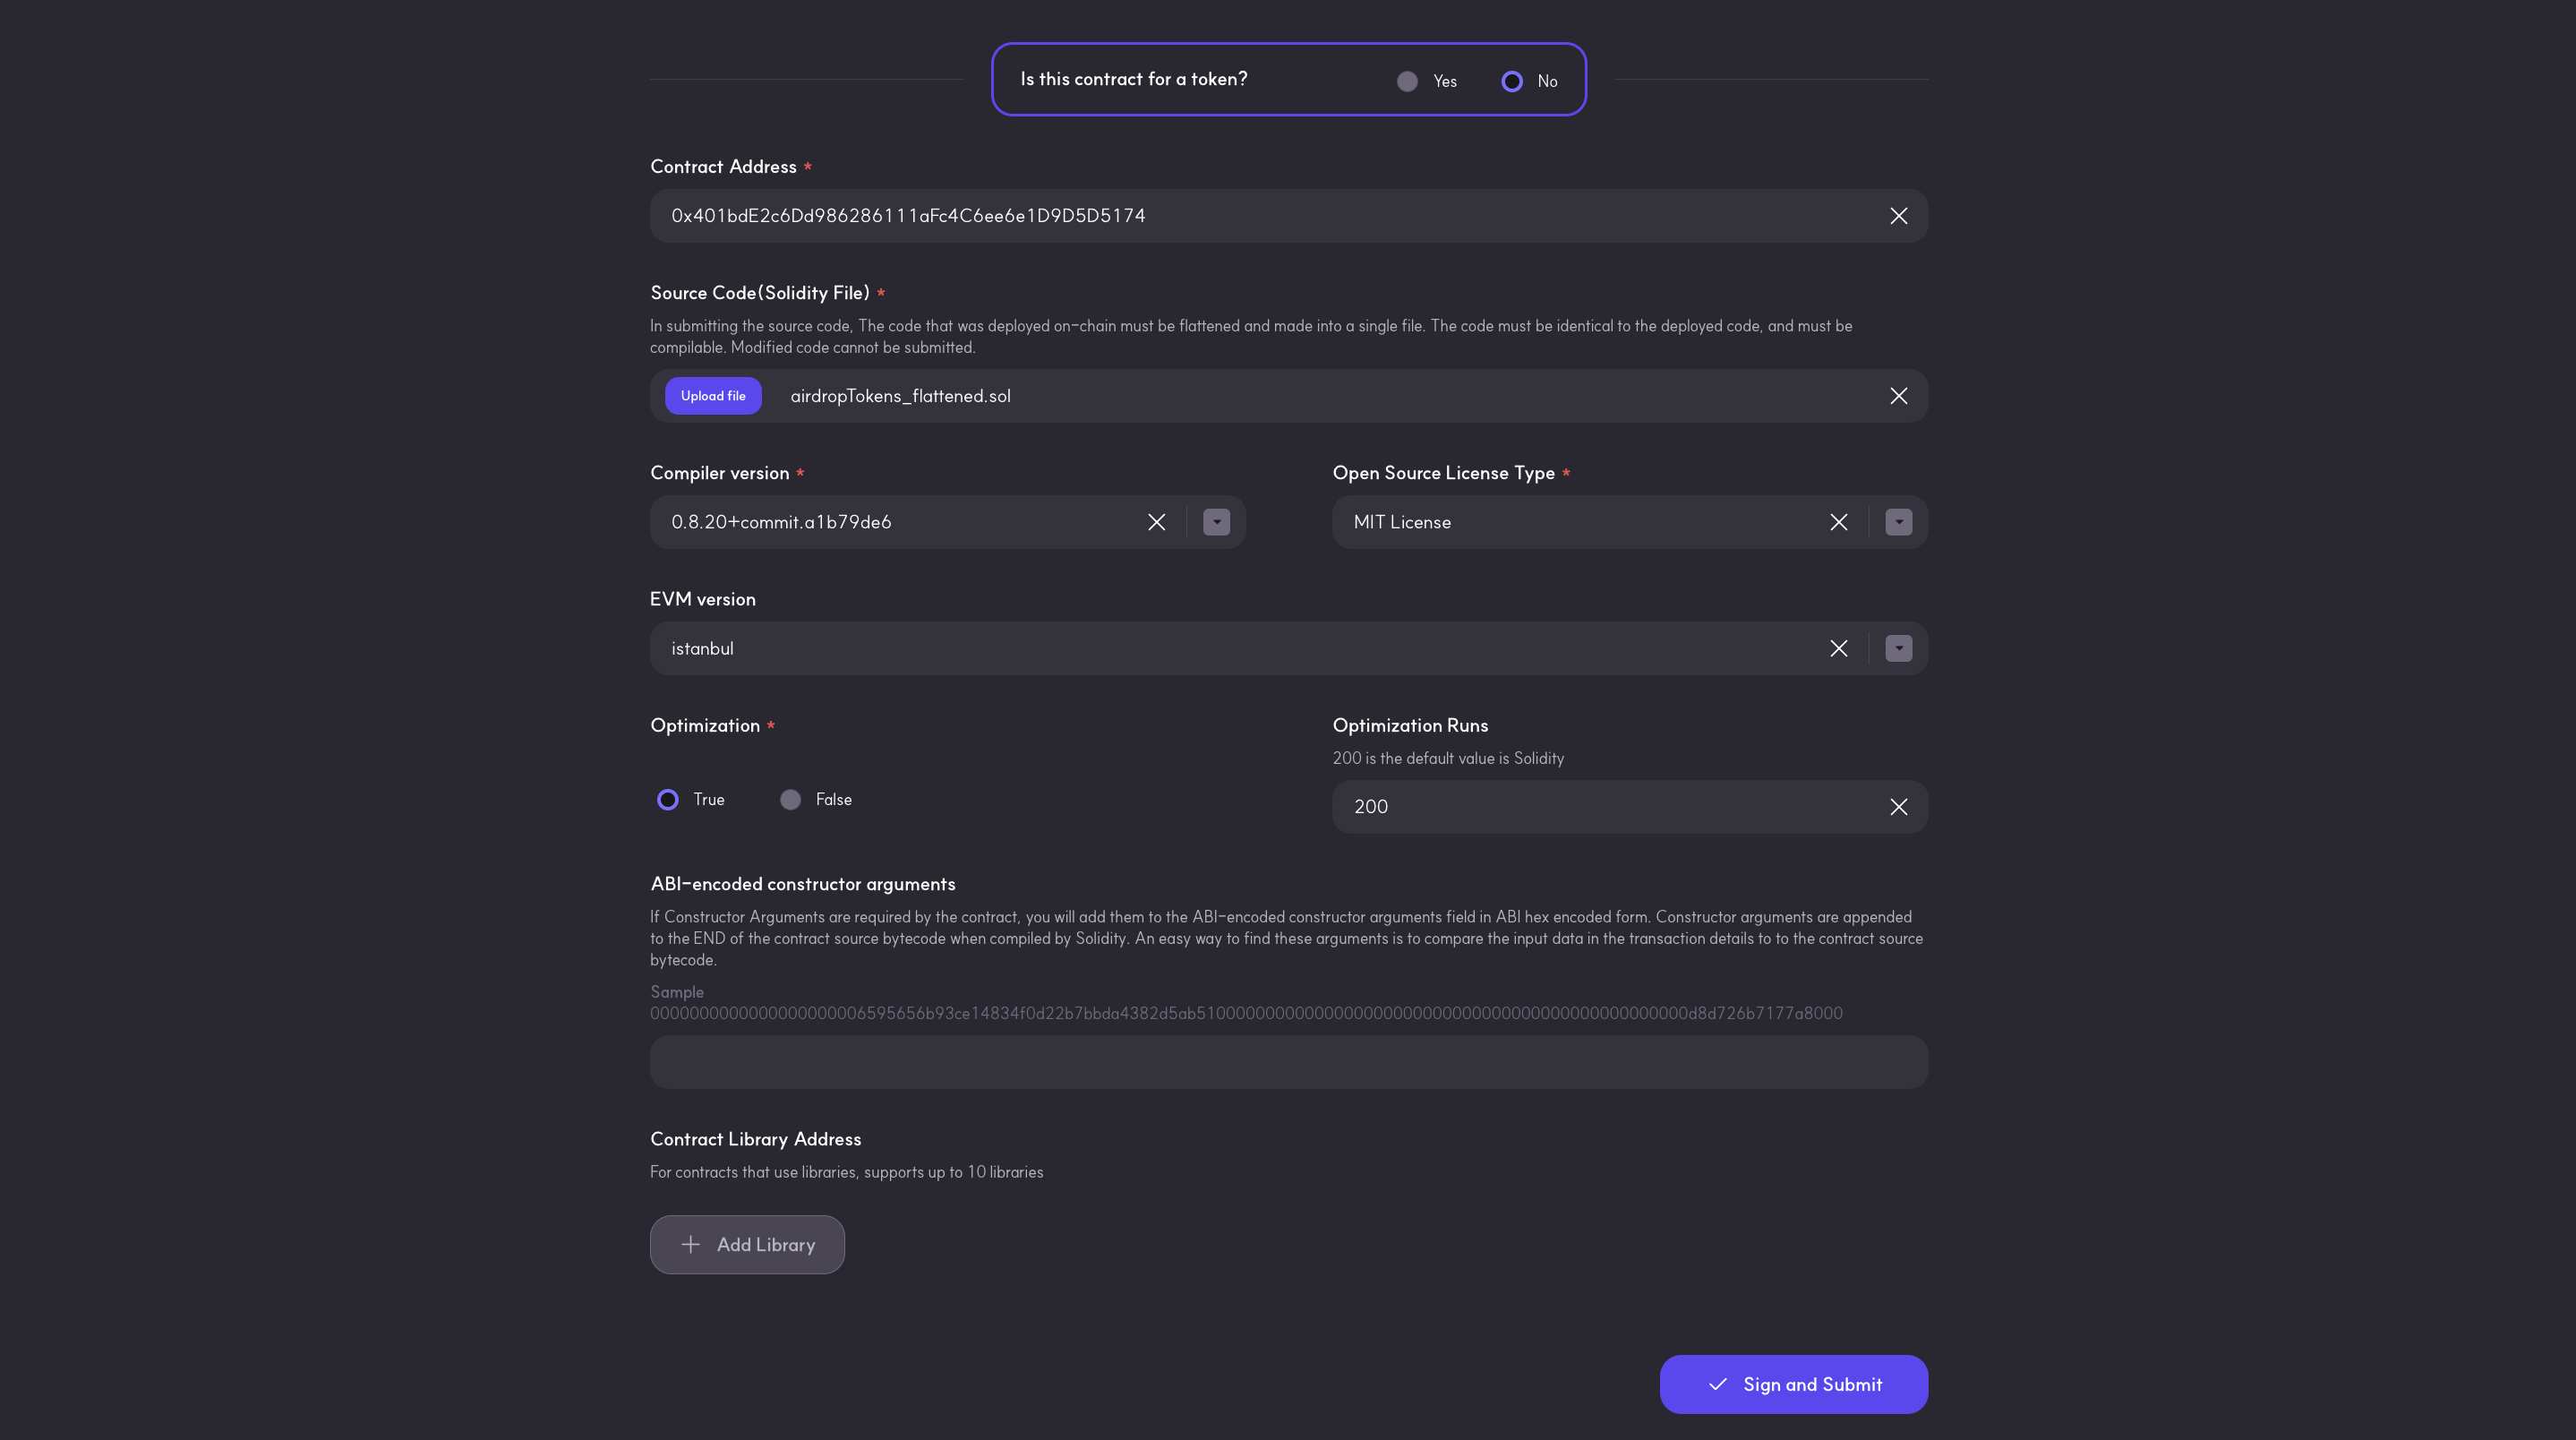 Is this contract for a token? Yes No
Contract Address *
0x401bdE2c6Dd986286111aFc4C6ee6e1D9D5D5174
Source Code(Solidity File) *
In submitting the source code, The code that was deployed on-chain must be flattened and made into a single file. The code must be identical to the deployed code, and must be
compilable. Modified code cannot be submitted.
Upload file airdropTokens_flattened.sol
Compiler version * Open Source License Type *
0.8.20+commit.a1b79de6 MIT License
EVM version
istanbul
Optimization * Optimization Runs
200 is the default value is Solidity
True False
200
ABI-encoded constructor arguments
If Constructor Arguments are required by the contract, you will add them to the ABI-encoded constructor arguments field in ABI hex encoded form. Constructor arguments are appended
to the END of the contract source bytecode when compiled by Solidity. An easy way to find these arguments is to compare the input data in the transaction details to to the contract source
bytecode.
Sample
Contract Library Address
For contracts that use libraries, supports up to 10 libraries
Add Library
Sign and Submit